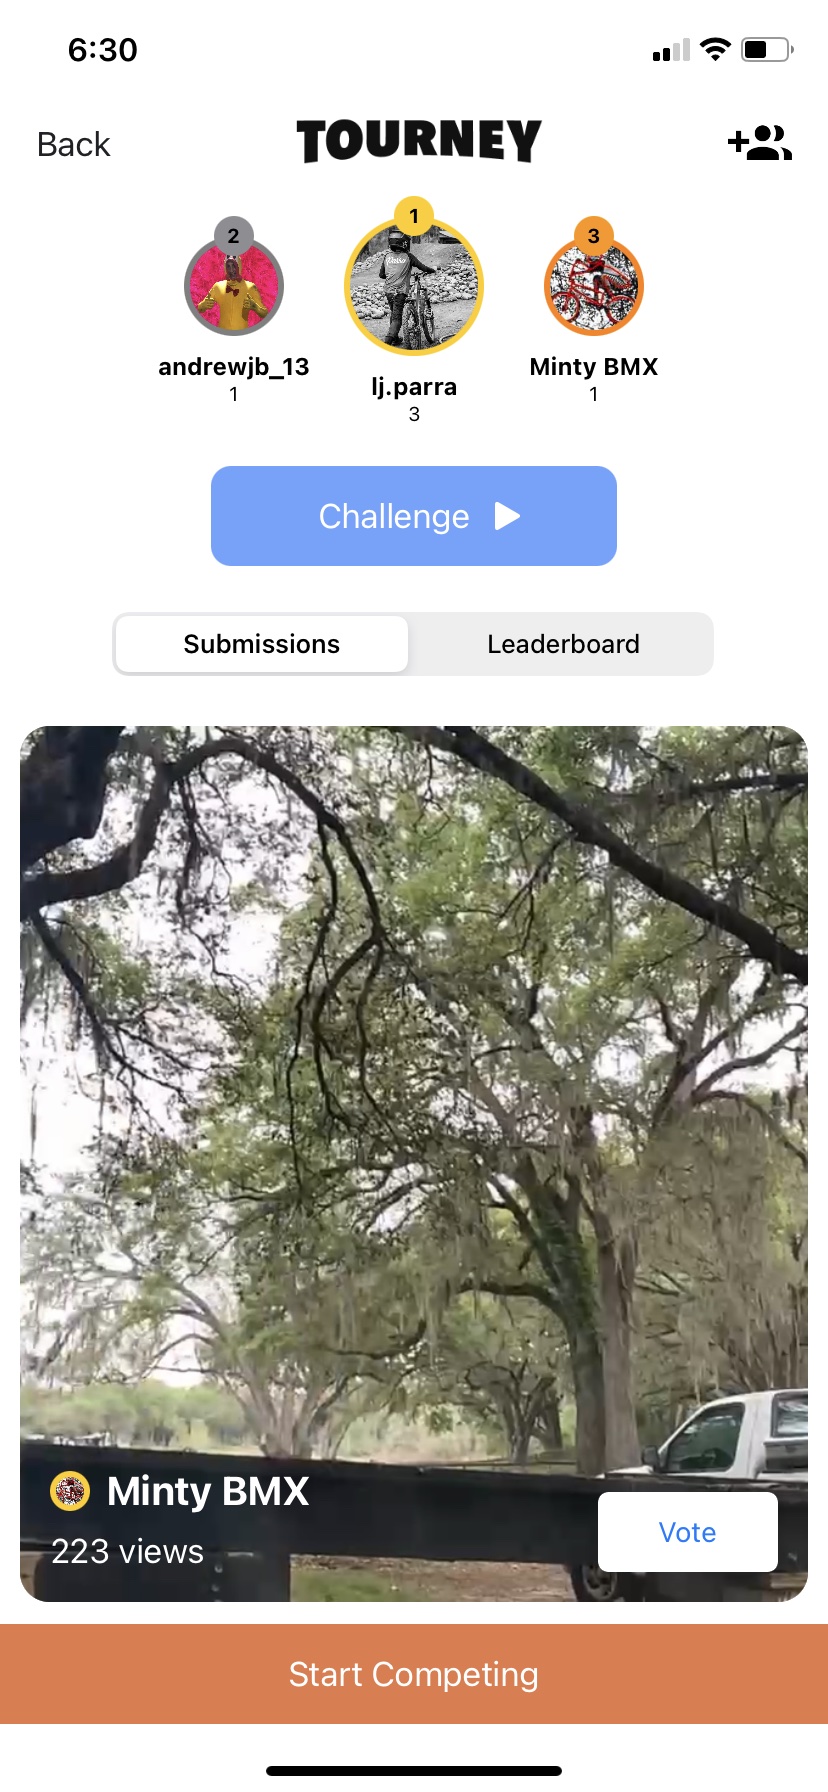 6:30
Back
TOURNEY
2
1
3
andrewjb_13
1
lj.parra
3
Minty BMX
1
Challenge
Submissions
Leaderboard
Minty BMX
223 views
Vote
Start Competing